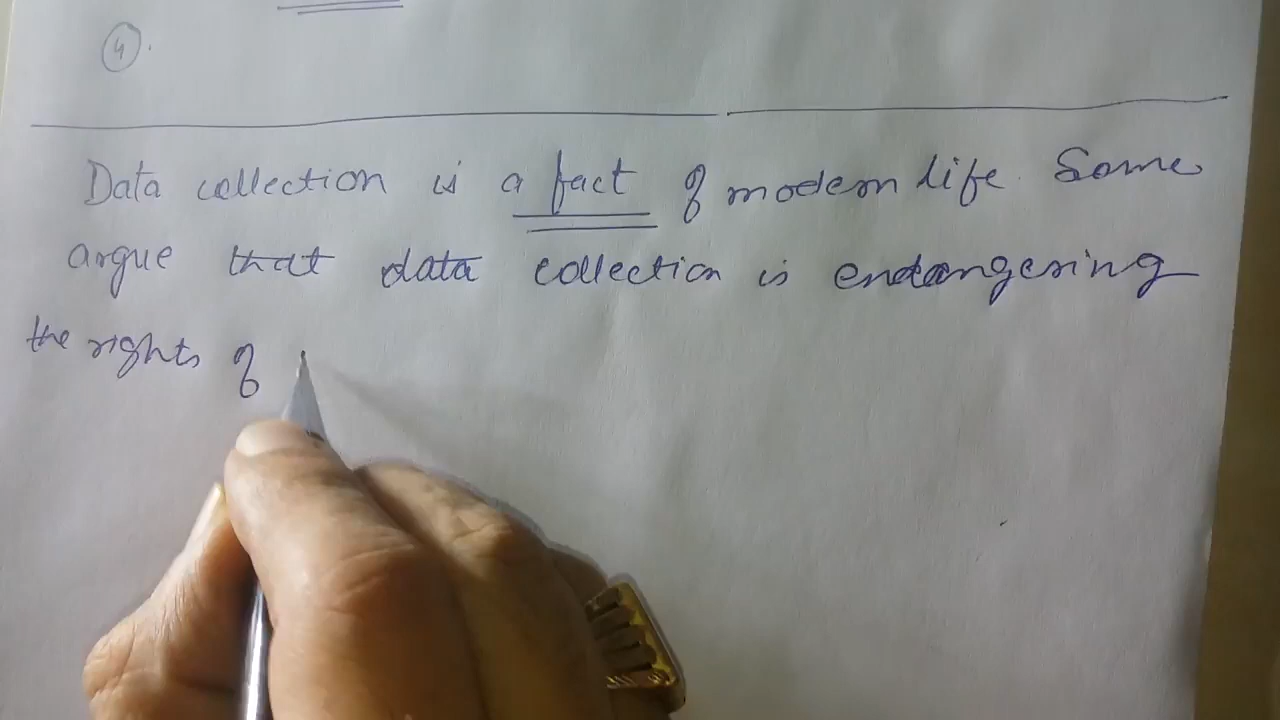 4.
Data collection is a fact of modern life. Some
argue that data collection is endangering
the rights of